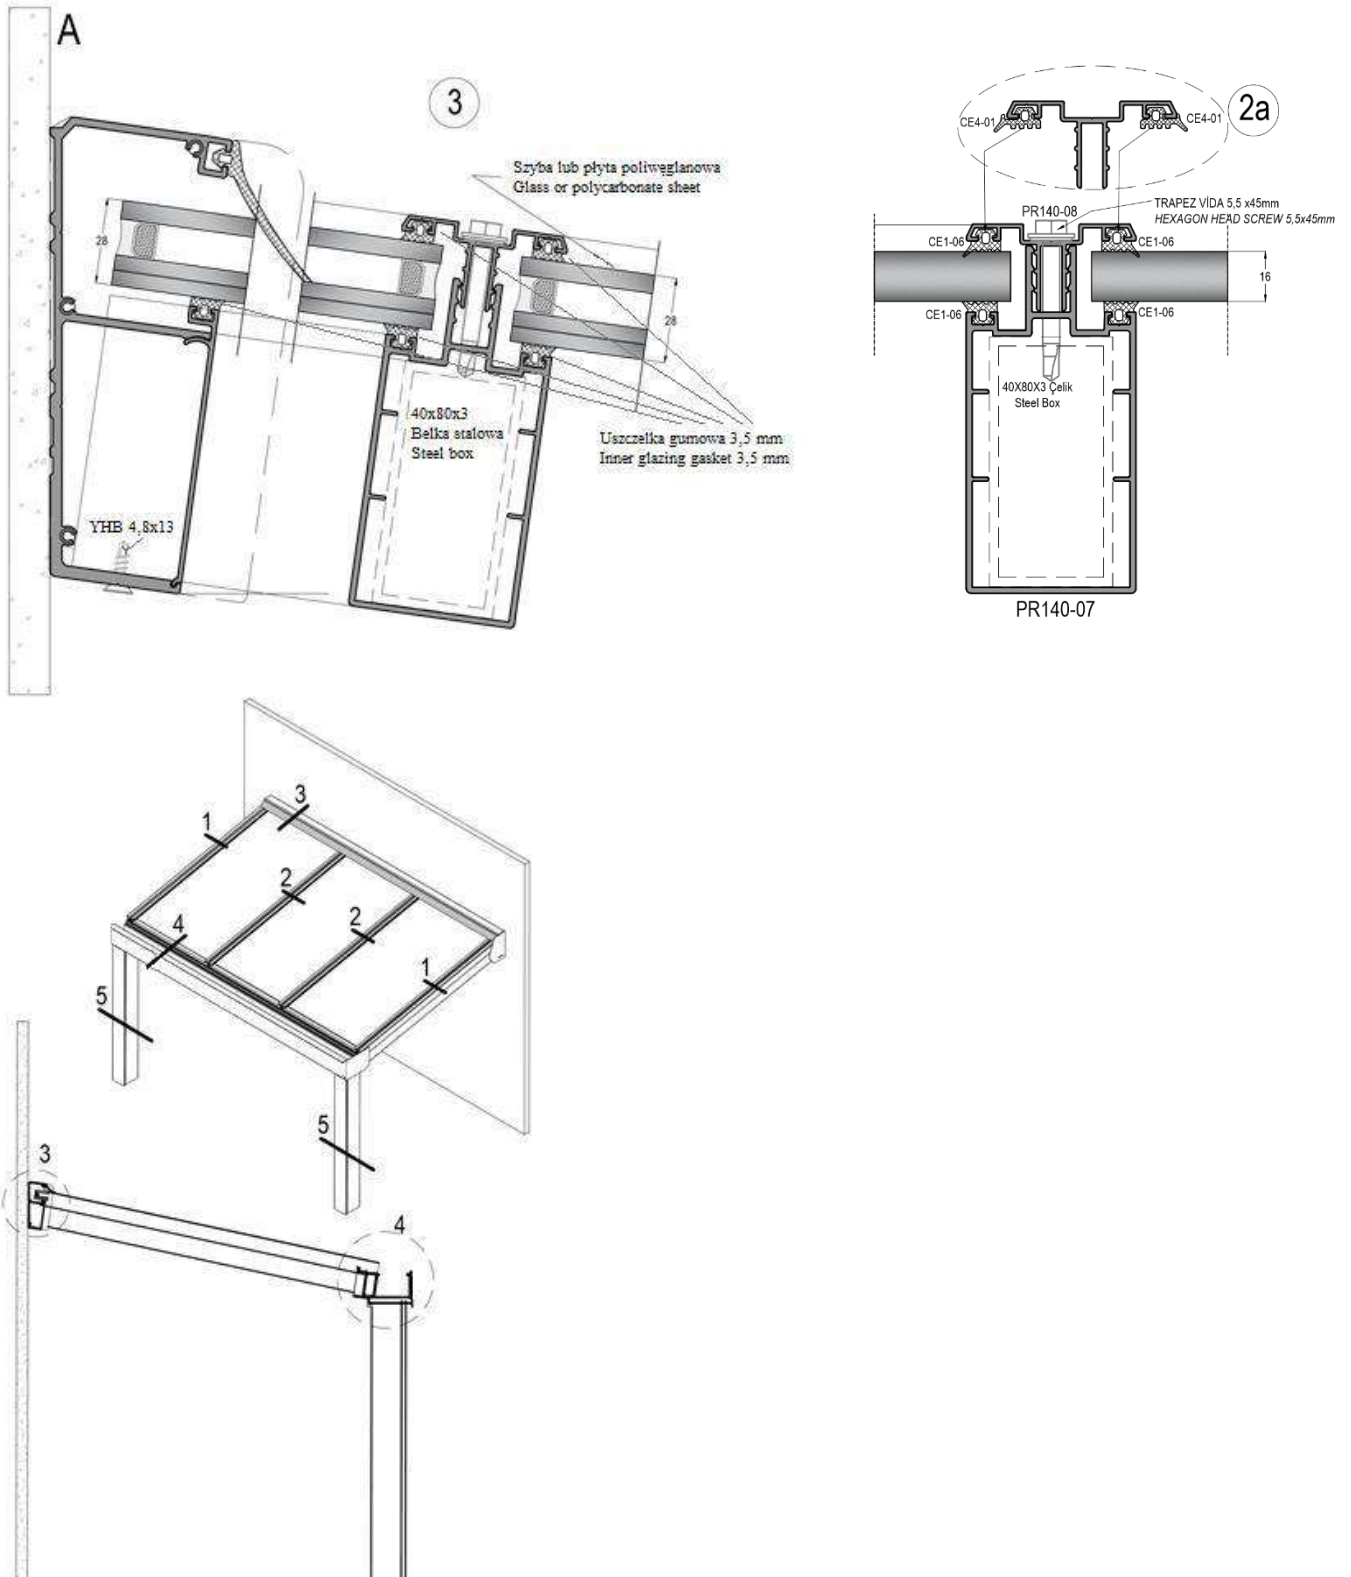 A
3
Szyba lub płyta poliwęglanowa
Glass or polycarbonate sheet
28
28
40x80x3
Belka stalowa
Steel box
Uszczelka gumowa 3,5 mm
Inner glazing gasket 3,5 mm
YHB 4,8x13
2a
CE4-01
CE4-01
PR140-08
TRAPEZ VİDA 5,5 x45mm
HEXAGON HEAD SCREW 5,5x45mm
CE1-06
CE1-06
16
CE1-06
CE1-06
40X80X3 Çelik
Steel Box
PR140-07
3
1
2
2
4
1
5
5
3
4